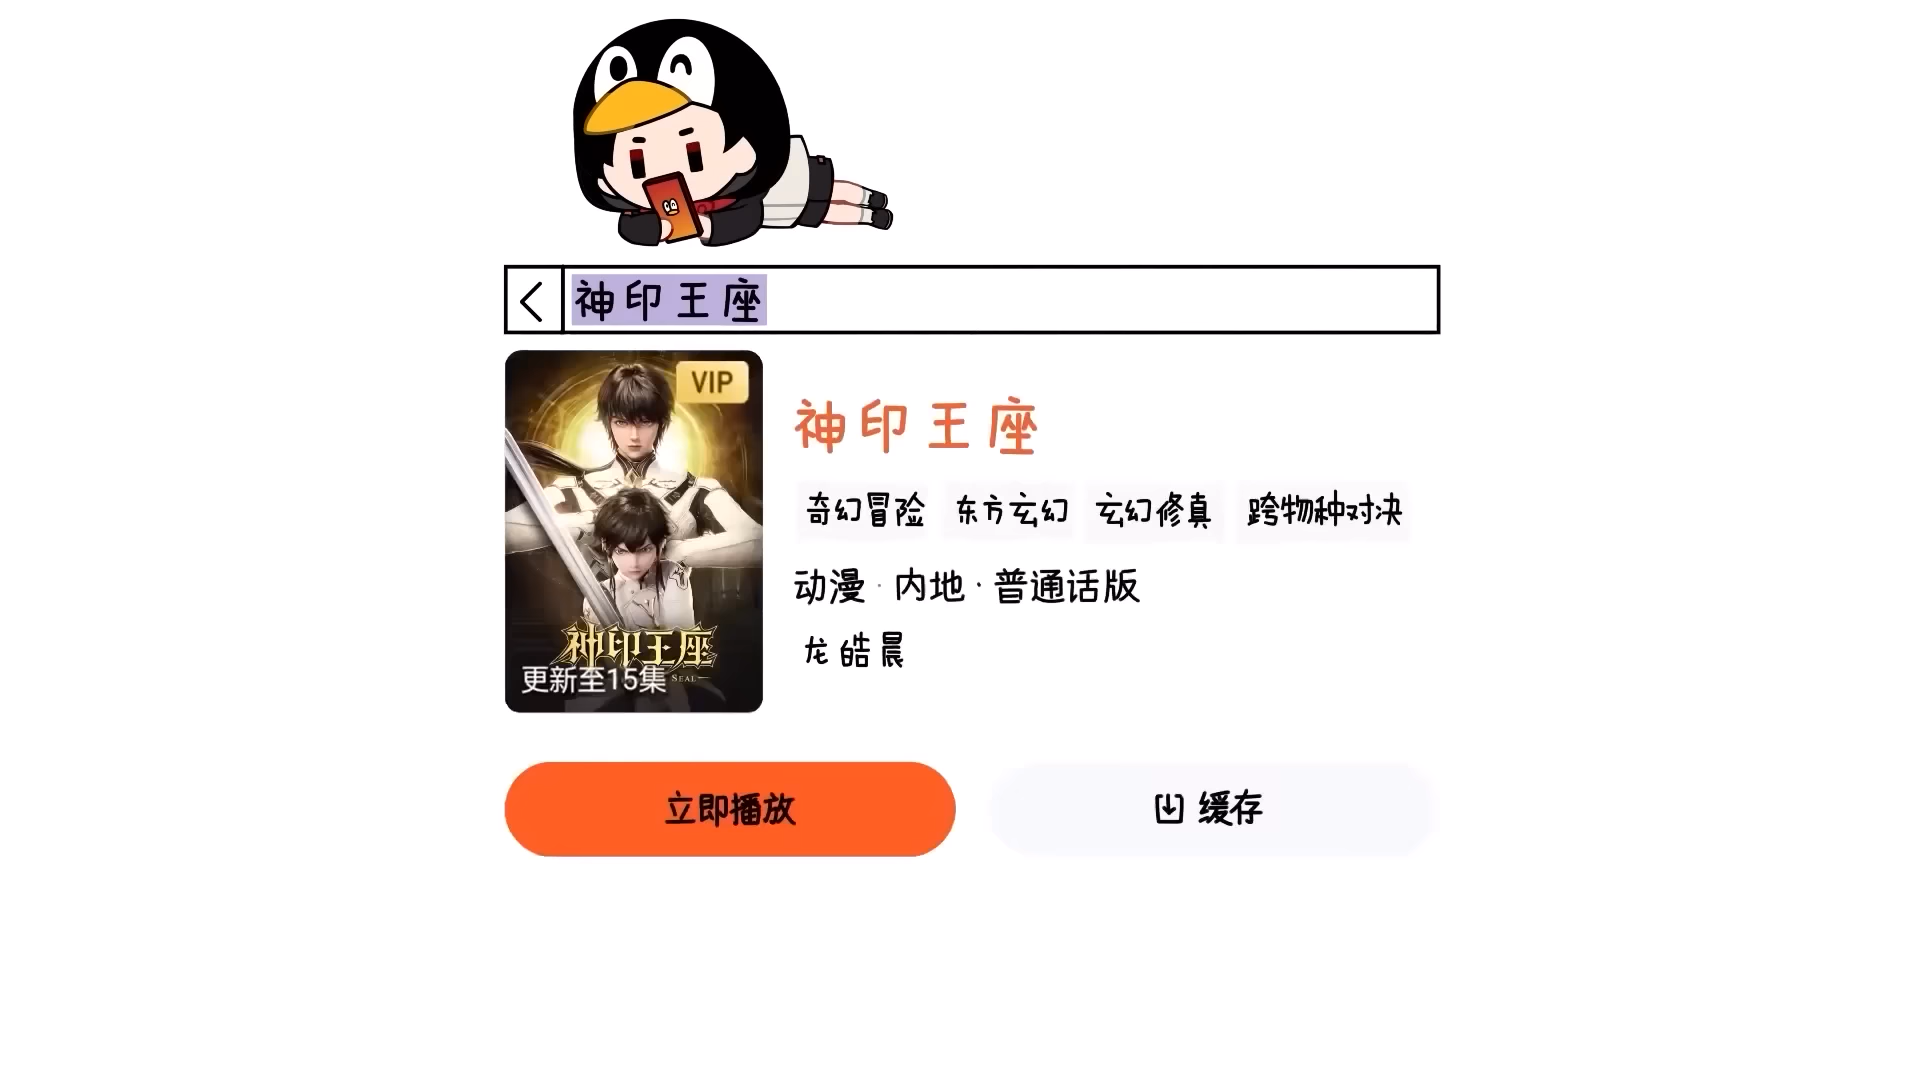 神印王座
VIP
神印王座
奇幻冒险 东方玄幻 玄幻修真 跨物种对决
动漫·内地·普通话版
龙皓晨
神印王座
SEAL
更新至15集
立即播放 缓存